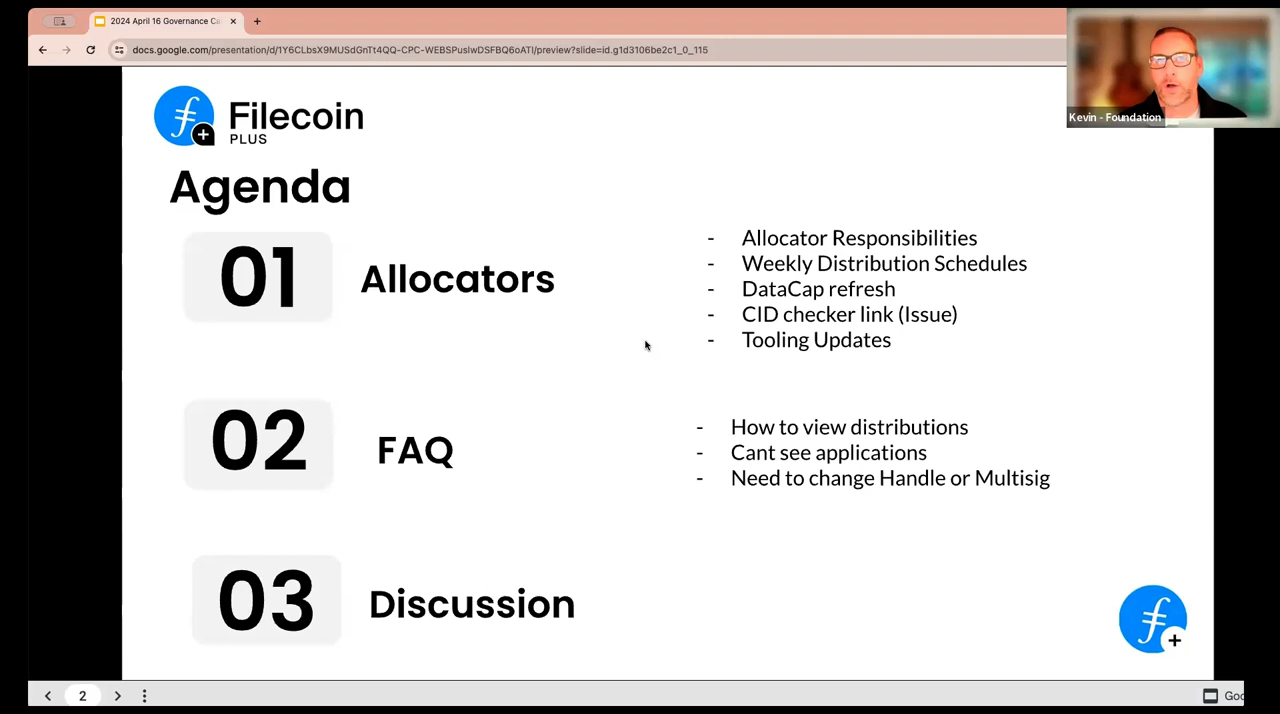 2024 April 16 Governance Ca
docs.google.com/presentation/d/1Y6CLbsX9MUSdGnTt4QQ-CPC-WEBSPuslwDSFBQ6oATI/preview?slide=id.g1d3106be2c1_0_115
Kevin - Foundation
Filecoin
PLUS
Agenda
01
Allocators
- Allocator Responsibilities
- Weekly Distribution Schedules
- DataCap refresh
- CID checker link (Issue)
- Tooling Updates
02
FAQ
- How to view distributions
- Cant see applications
- Need to change Handle or Multisig
03
Discussion
2
Goo